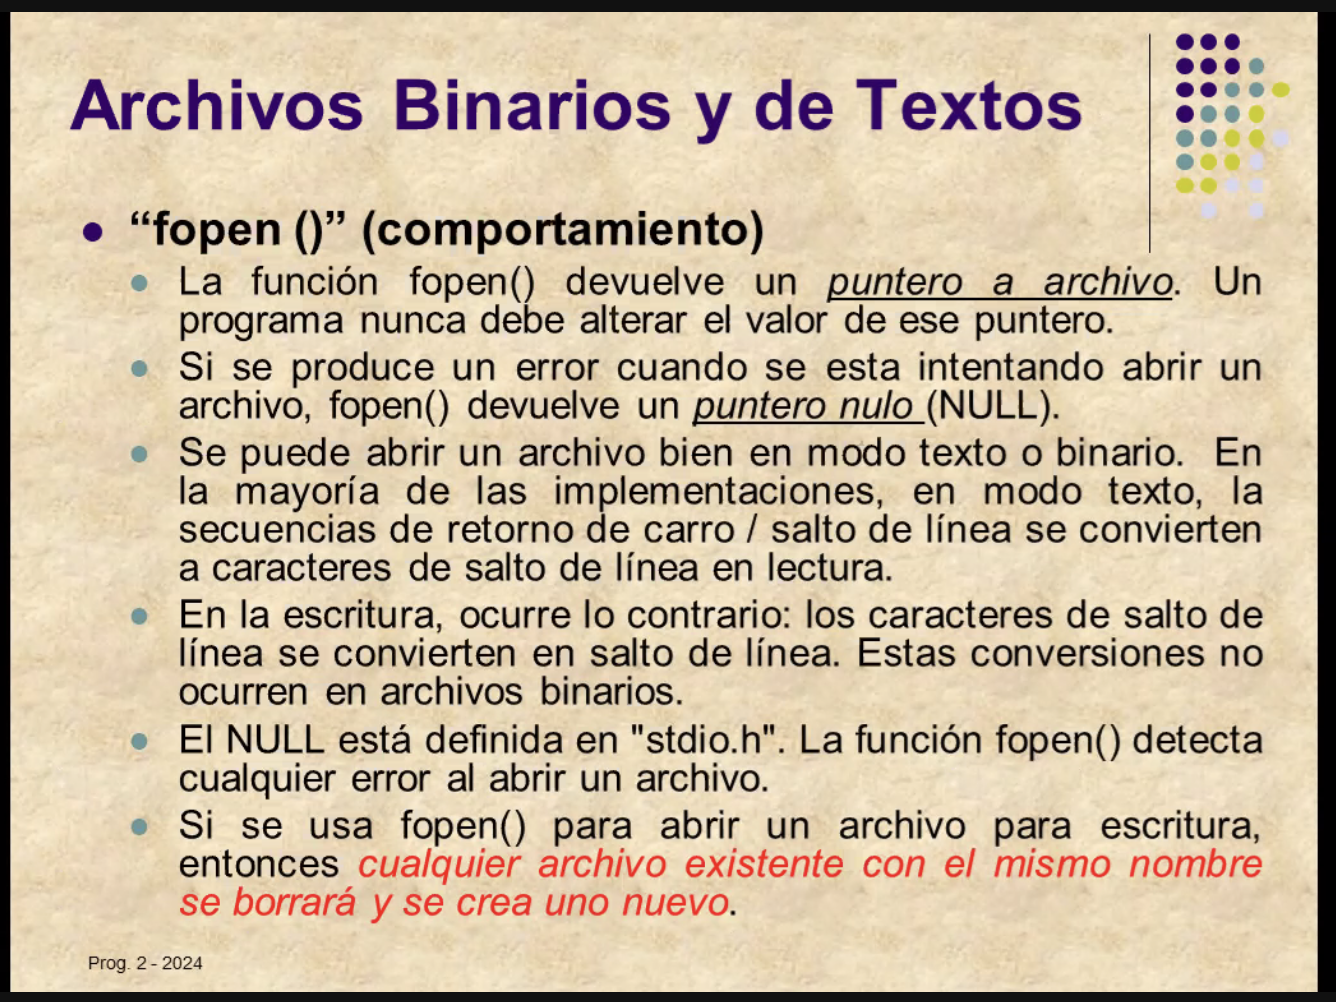 Archivos Binarios y de Textos
“fopen ()” (comportamiento)
La función fopen() devuelve un puntero a archivo. Un
programa nunca debe alterar el valor de ese puntero.
Si se produce un error cuando se esta intentando abrir un
archivo, fopen() devuelve un puntero nulo (NULL).
Se puede abrir un archivo bien en modo texto o binario. En
la mayoría de las implementaciones, en modo texto, la
secuencias de retorno de carro / salto de línea se convierten
a caracteres de salto de línea en lectura.
En la escritura, ocurre lo contrario: los caracteres de salto de
línea se convierten en salto de línea. Estas conversiones no
ocurren en archivos binarios.
El NULL está definida en "stdio.h". La función fopen() detecta
cualquier error al abrir un archivo.
Si se usa fopen() para abrir un archivo para escritura,
entonces cualquier archivo existente con el mismo nombre
se borrará y se crea uno nuevo.
Prog. 2 - 2024